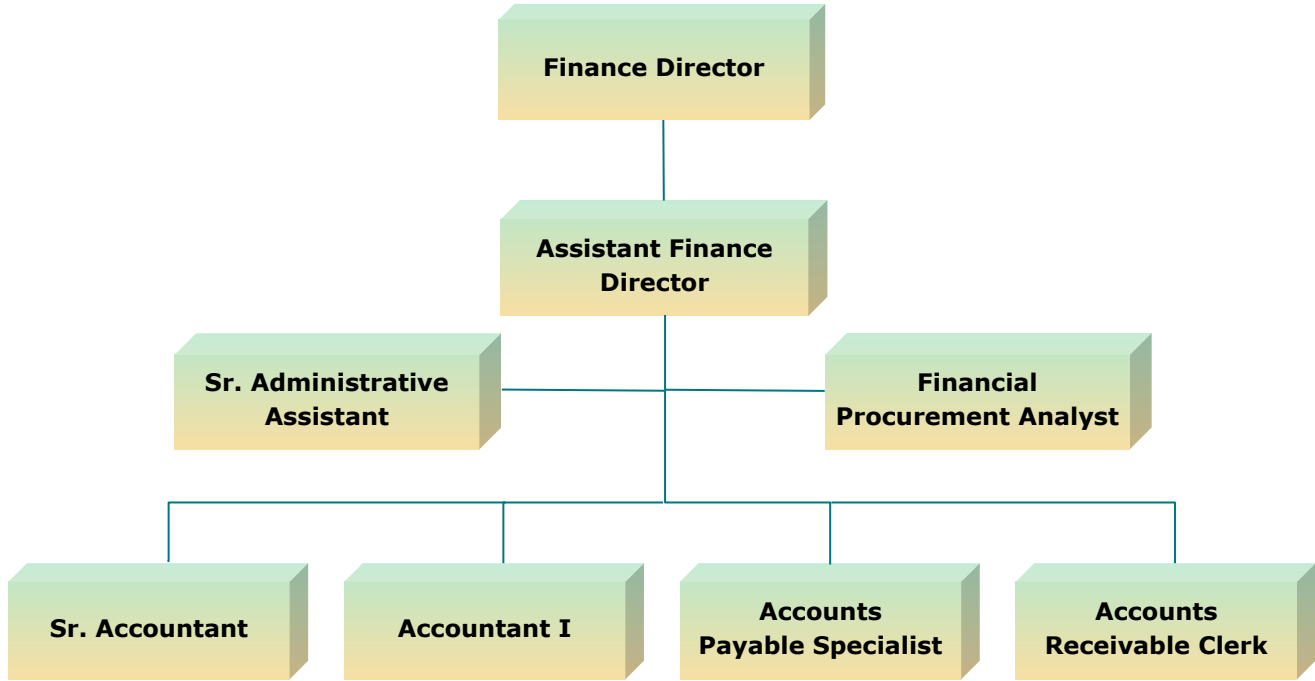 Finance Director
Assistant Finance
Director
Sr. Administrative
Assistant
Financial
Procurement Analyst
Sr. Accountant
Accountant I
Accounts
Payable Specialist
Accounts
Receivable Clerk